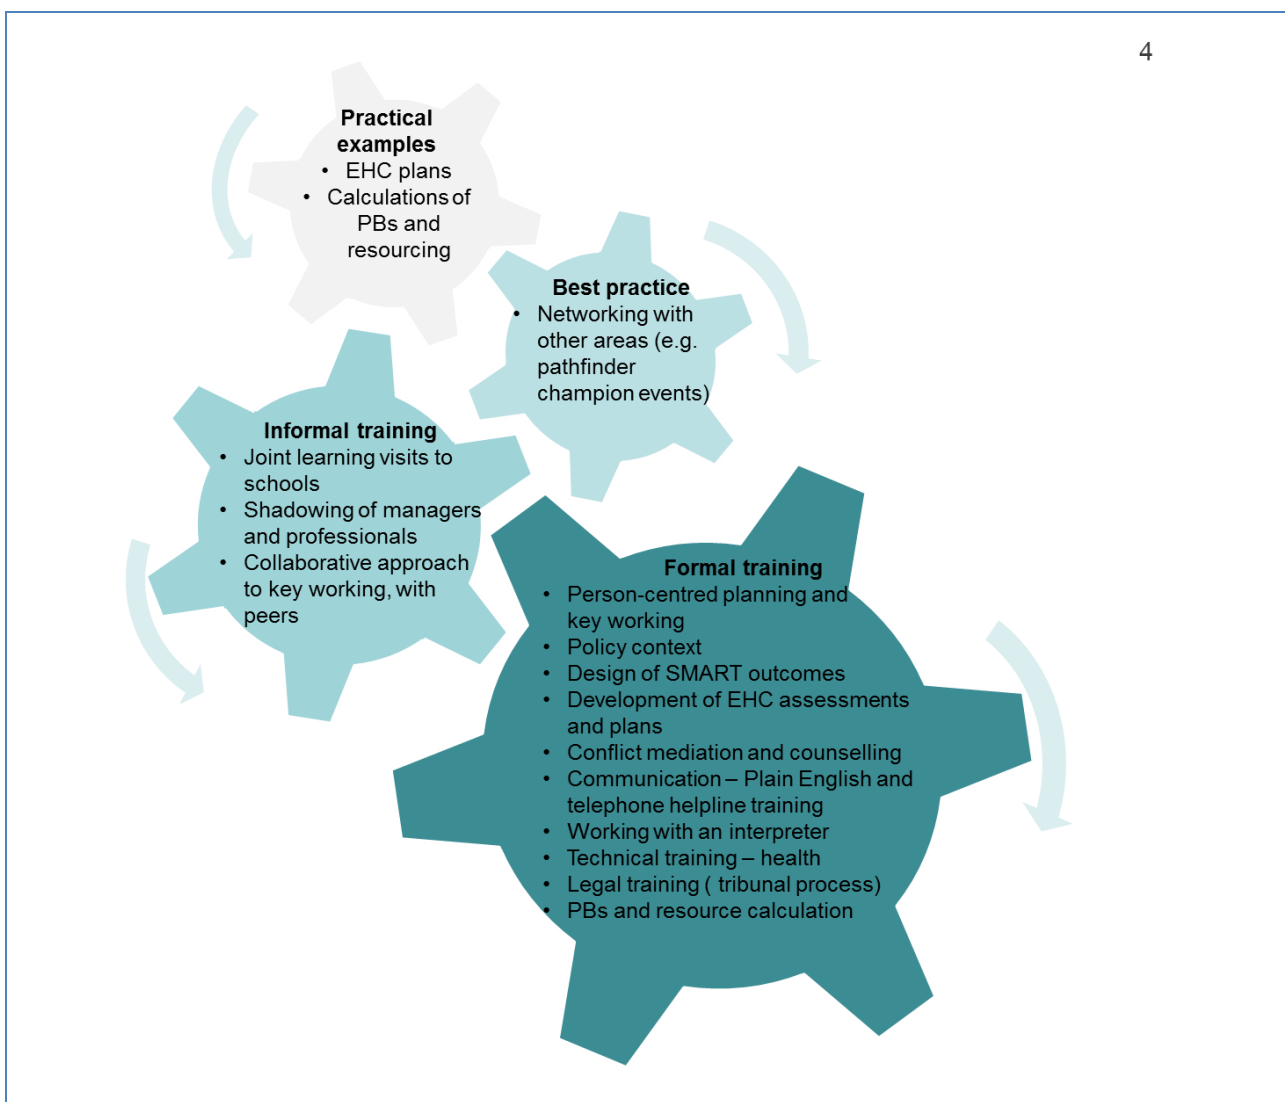 4
Practical
examples
• EHC plans
• Calculations of
PBs and
resourcing
Best practice
• Networking with
other areas (e.g.
pathfinder
champion events)
Informal training
• Joint learning visits to
schools
• Shadowing of managers
and professionals
• Collaborative approach
to key working, with
peers
Formal training
• Person-centred planning and
key working
• Policy context
• Design of SMART outcomes
• Development of EHC assessments
and plans
• Conflict mediation and counselling
• Communication – Plain English and
telephone helpline training
• Working with an interpreter
• Technical training – health
• Legal training ( tribunal process)
• PBs and resource calculation